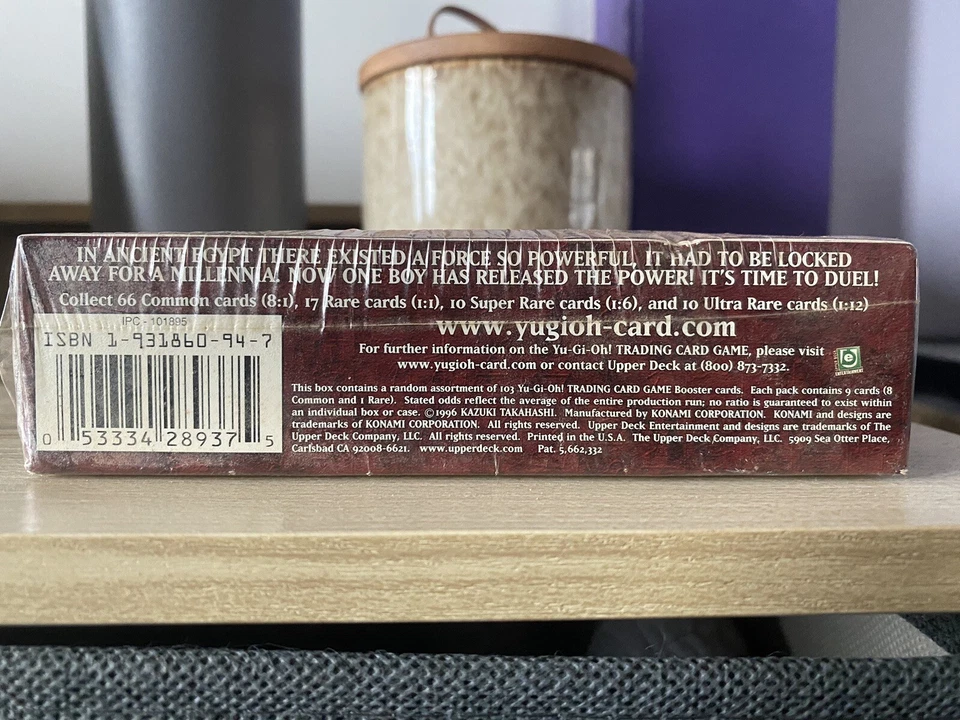 IN ANCIENT EGYPT THERE EXISTED A FORCE SO POWERFUL, IT HAD TO BE LOCKED
AWAY FOR A MILLENNIA. NOW ONE BOY HAS RELEASED THE POWER! IT'S TIME TO DUEL!
Collect 66 Common cards (8:1), 17 Rare cards (1:1), 10 Super Rare cards (1:6), and 10 Ultra Rare cards (1:12)
www.yugioh-card.com
For further information on the Yu-Gi-Oh! TRADING CARD GAME, please visit
www.yugioh-card.com or contact Upper Deck at (800) 873-7332.
This box contains a random assortment of 103 Yu-Gi-Oh! TRADING CARD GAME Booster cards. Each pack contains 9 cards (8
Common and 1 Rare). Stated odds reflect the average of the entire production run; no ratio is guaranteed to exist within
an individual box or case. ©1996 KAZUKI TAKAHASHI. Manufactured by KONAMI CORPORATION. KONAMI and designs are
trademarks of KONAMI CORPORATION. All rights reserved. Upper Deck Entertainment and designs are trademarks of The
Upper Deck Company, LLC. All rights reserved. Printed in the U.S.A. The Upper Deck Company, LLC. 5909 Sea Otter Place,
Carlsbad CA 92008-6621. www.upperdeck.com Pat. 5,662,332
IPC - 101895
ISBN 1-931860-94-7
0 53334 28937 5
e
ENTERTAINMENT